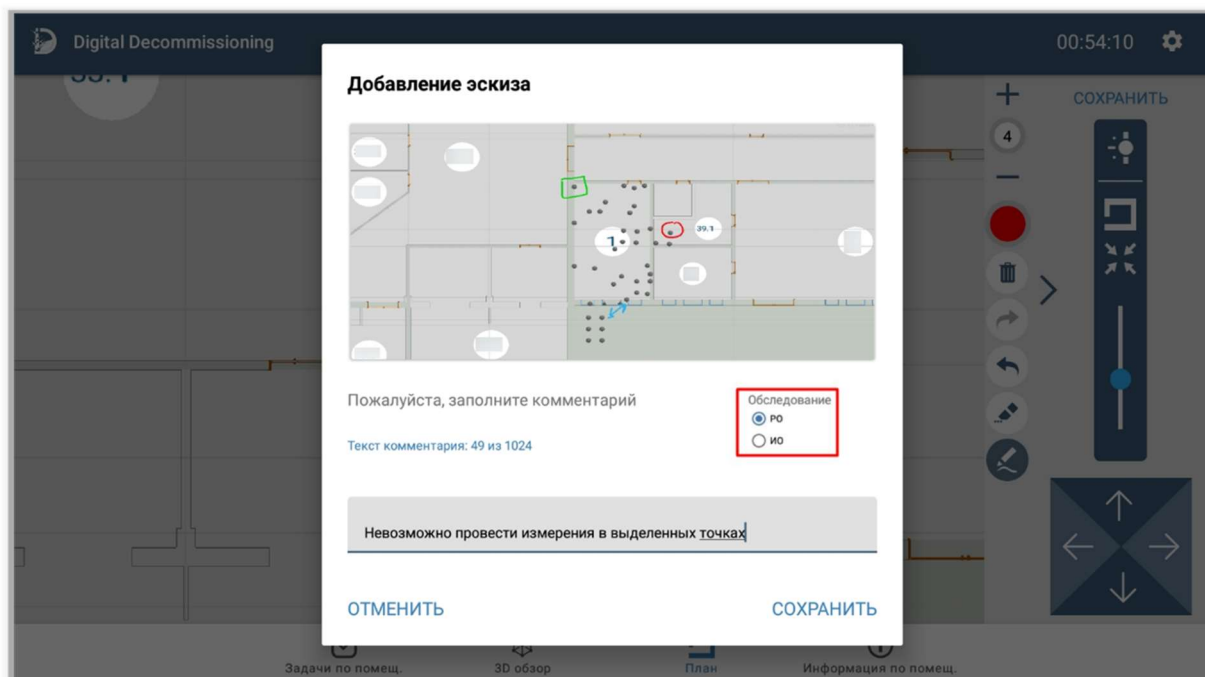 Digital Decommissioning
00:54:10
Добавление эскиза
СОХРАНИТЬ
4
39.1
Пожалуйста, заполните комментарий
Обследование
РО
Текст комментария: 49 из 1024
ИО
Невозможно провести измерения в выделенных точках
ОТМЕНИТЬ
СОХРАНИТЬ
Задачи по помещ.
3D обзор
План
Информация по помещ.